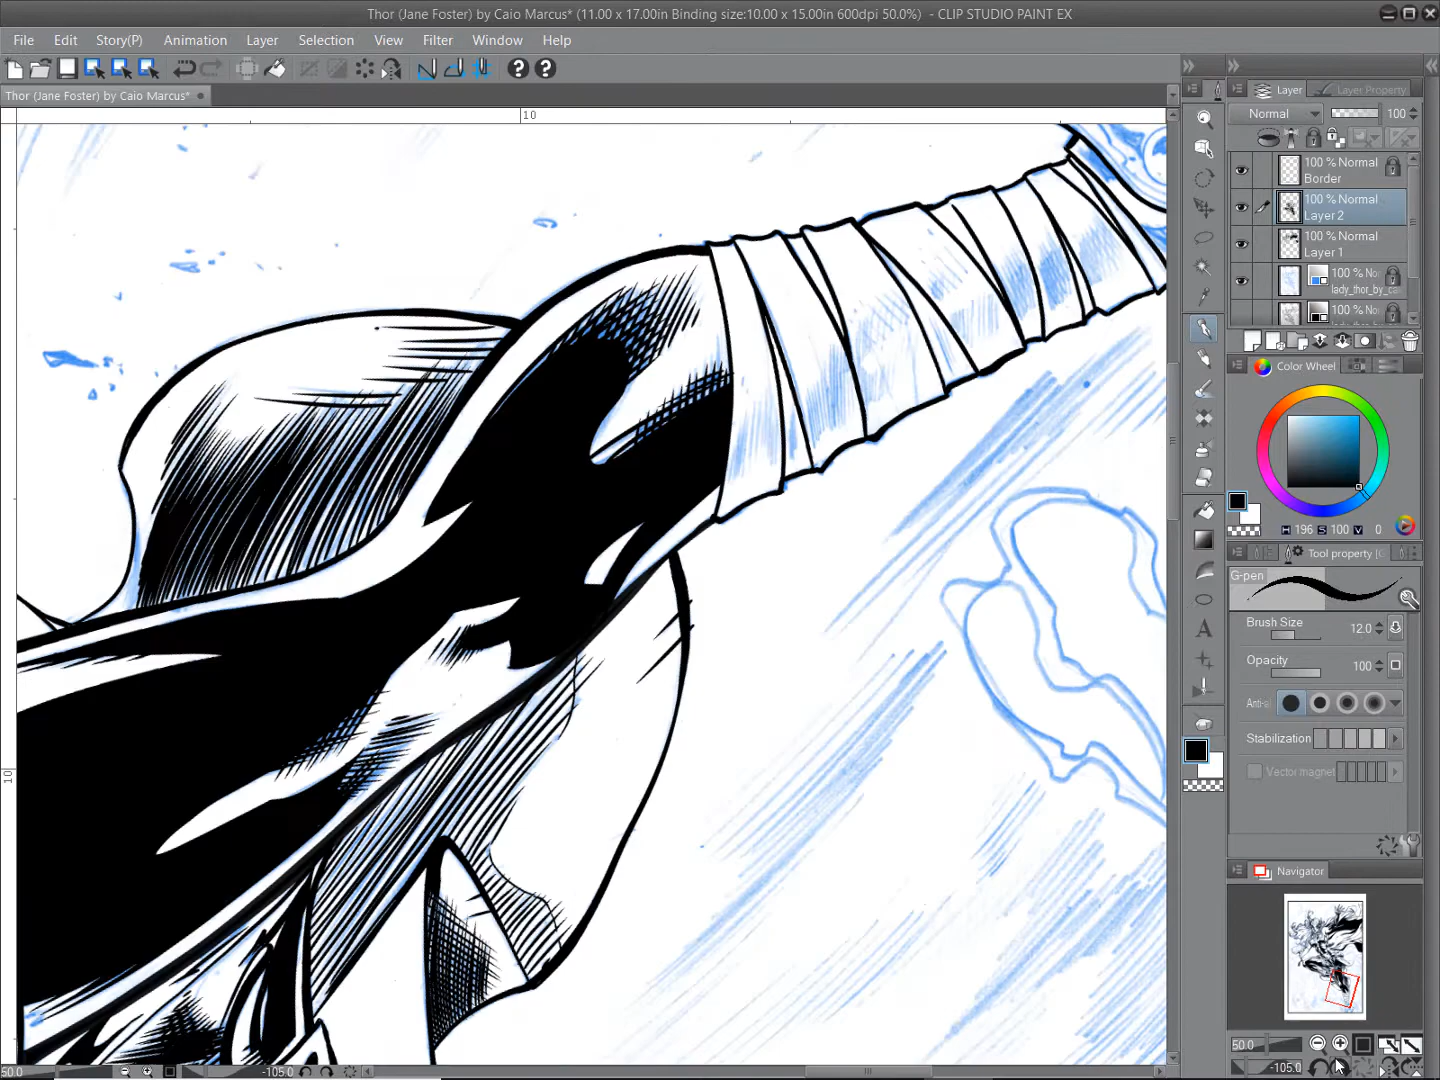 Thor (Jane Foster) by Caio Marcus* (11.00 x 17.00in Binding size:10.00 x 15.00in 600dpi 50.0%) - CLIP STUDIO PAINT EX
File Edit Story(P) Animation Layer Selection View Filter Window Help
Thor (Jane Foster) by Caio Marcus*
10
10
Layer Layer Property
Normal 100
100 % Normal
Border
100 % Normal
Layer 2
100 % Normal
Layer 1
100 % No
lady_thor_by_ca
100 % No
lady_thor_by_ca
Color Wheel
H 196 S 100 V 0
Tool property [G
G-pen
Brush Size 12.0
Opacity 100
Anti-
Stabilization
Vector magnet
Navigator
50.0
-105.0
50.0 -105.0